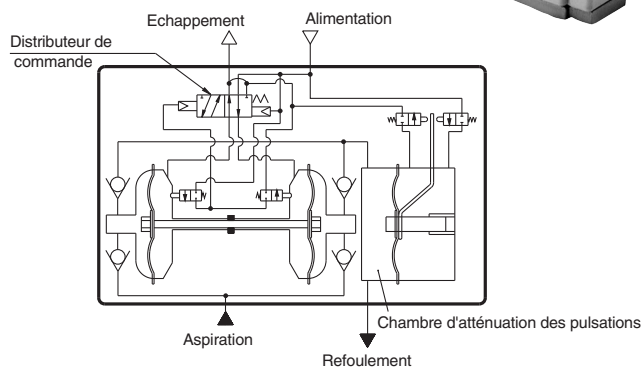 Echappement
Alimentation
Distributeur de
commande
Aspiration
Chambre d'atténuation des pulsations
Refoulement